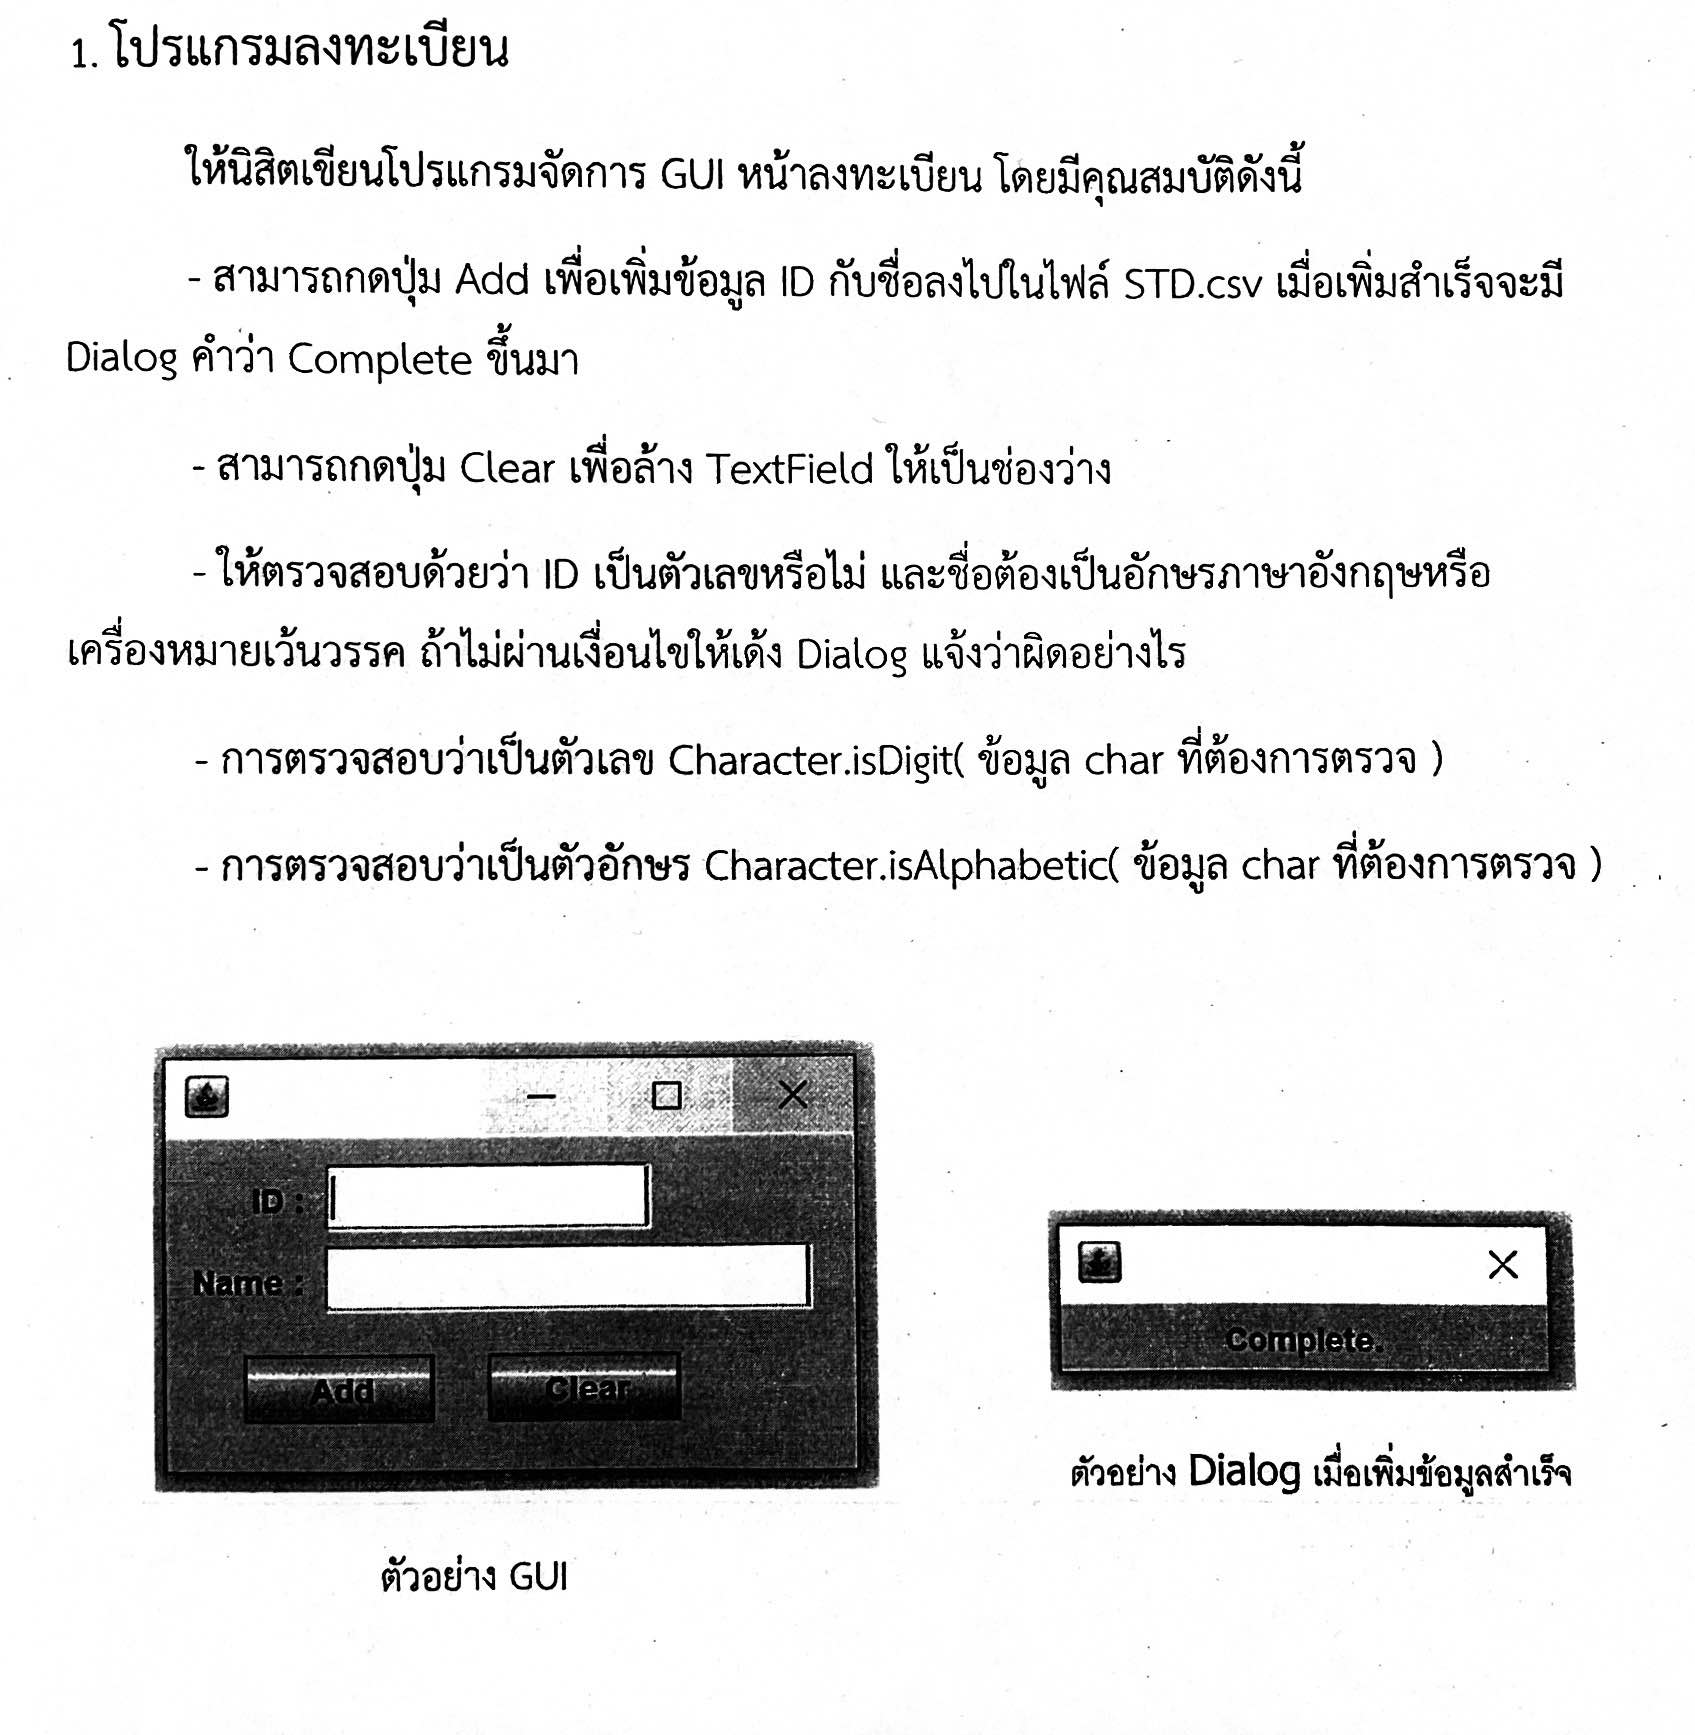 1. โปรแกรมลงทะเบียน
ให้นิสิตเขียนโปรแกรมจัดการ GUI หน้าลงทะเบียน โดยมีคุณสมบัติดังนี้
- สามารถกดปุ่ม Add เพื่อเพิ่มข้อมูล ID กับชื่อลงไปในไฟล์ STD.csv เมื่อเพิ่มสำเร็จจะมี
Dialog คำว่า Complete ขึ้นมา
- สามารถกดปุ่ม Clear เพื่อล้าง TextField ให้เป็นช่องว่าง
- ให้ตรวจสอบด้วยว่า ID เป็นตัวเลขหรือไม่ และชื่อต้องเป็นอักษรภาษาอังกฤษหรือ
เครื่องหมายเว้นวรรค ถ้าไม่ผ่านเงื่อนไขให้เด้ง Dialog แจ้งว่าผิดอย่างไร
- การตรวจสอบว่าเป็นตัวเลข Character.isDigit( ข้อมูล char ที่ต้องการตรวจ )
- การตรวจสอบว่าเป็นตัวอักษร Character.isAlphabetic( ข้อมูล char ที่ต้องการตรวจ )
ID :
Name :
Add Clear
Complete.
ตัวอย่าง Dialog เมื่อเพิ่มข้อมูลสำเร็จ
ตัวอย่าง GUI